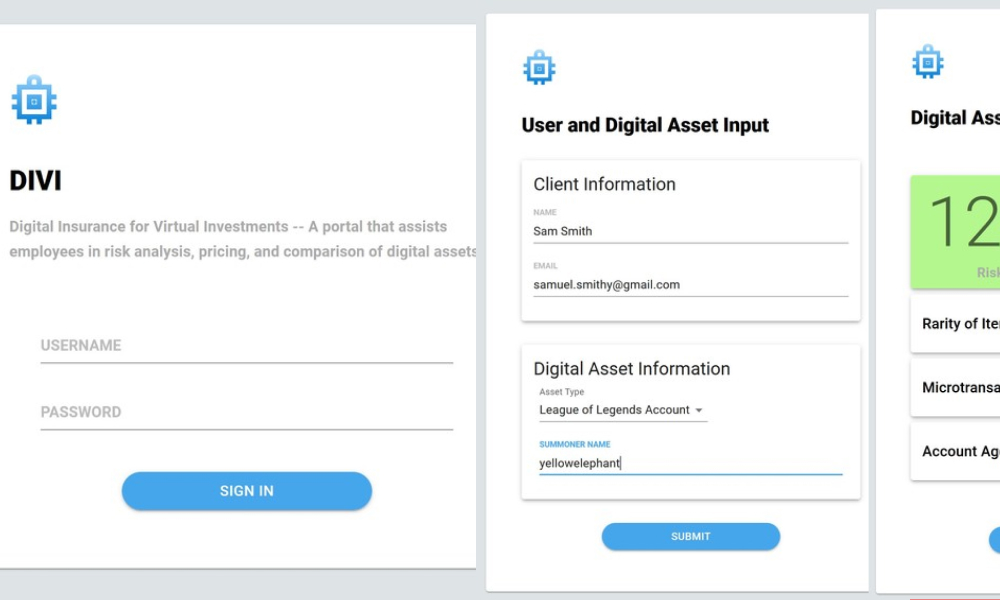 DIVI
Digital Insurance for Virtual Investments -- A portal that assists
employees in risk analysis, pricing, and comparison of digital assets
USERNAME
PASSWORD
SIGN IN
User and Digital Asset Input
Client Information
NAME
Sam Smith
EMAIL
samuel.smithy@gmail.com
Digital Asset Information
Asset Type
League of Legends Account
SUMMONER NAME
yellowelephant
SUBMIT
Digital Ass
12
Risk
Rarity of Ite
Microtransa
Account Ag